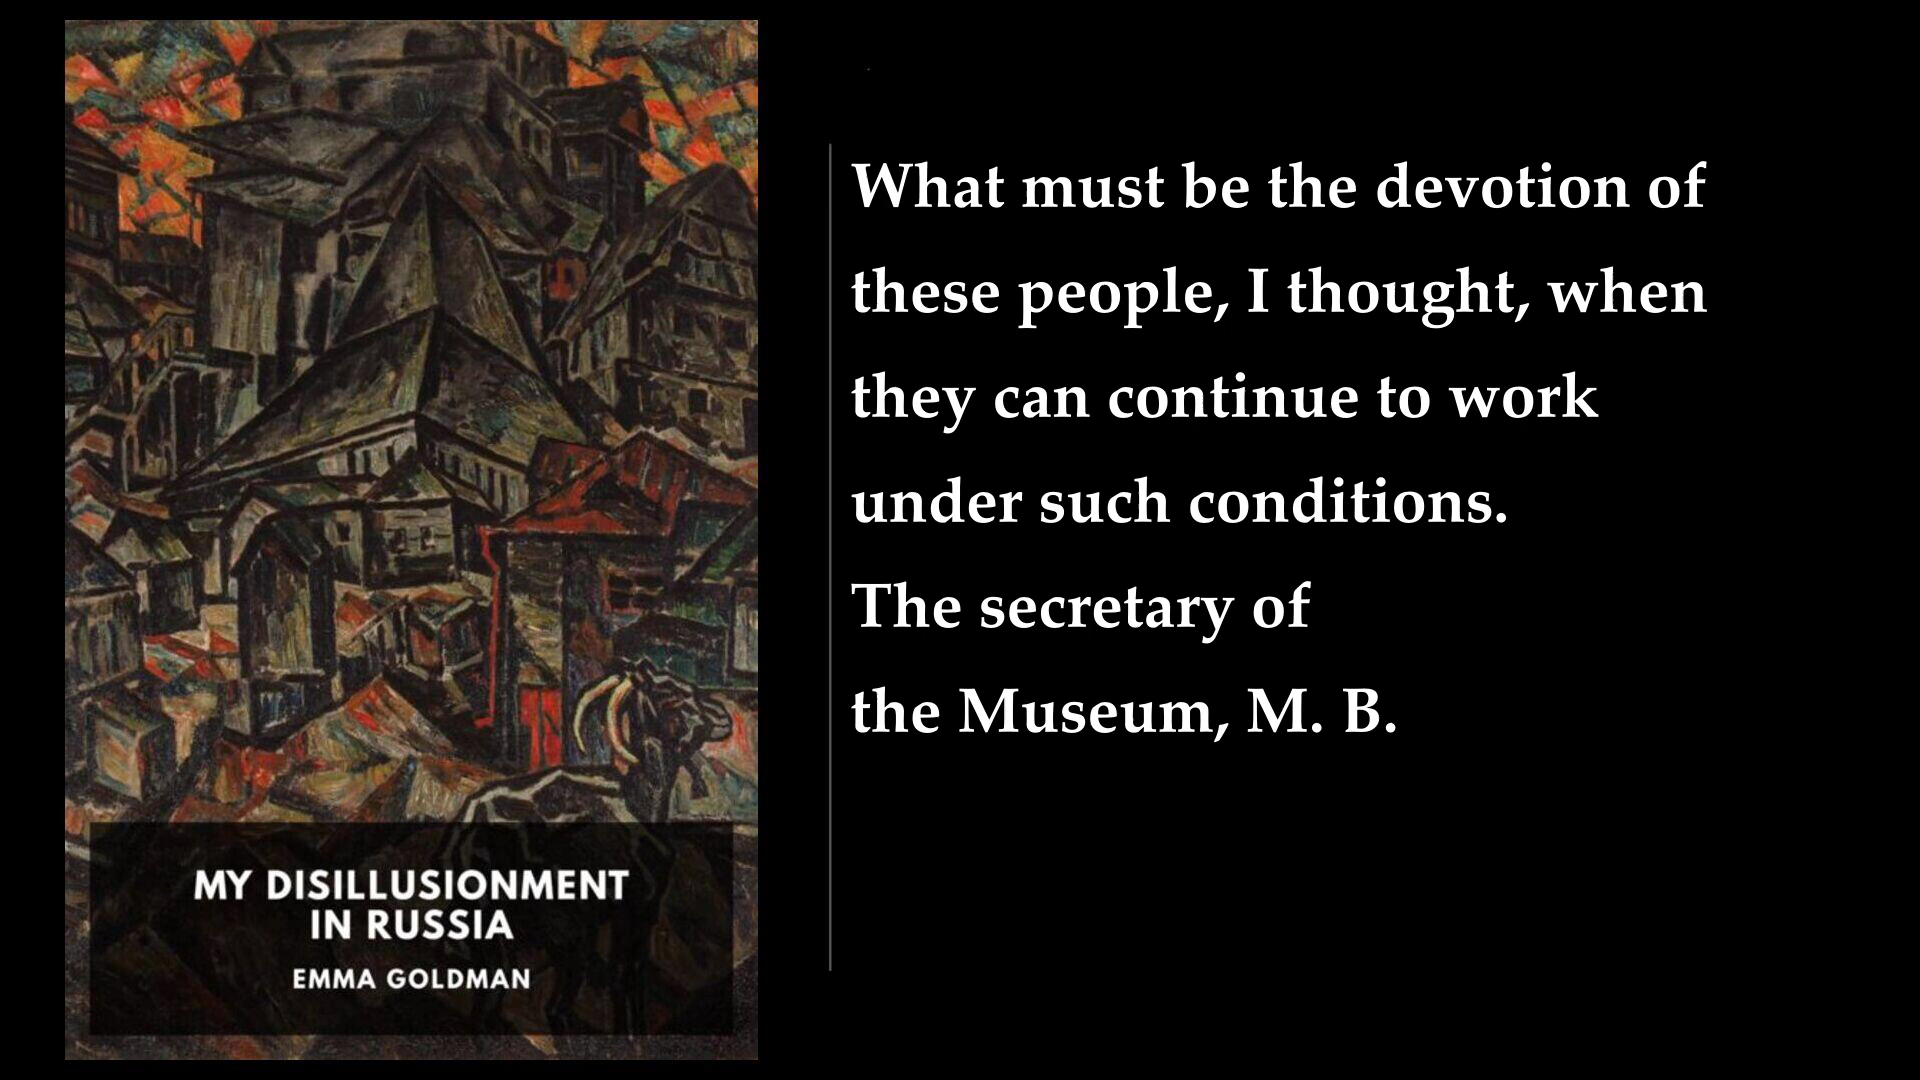 What must be the devotion of
these people, I thought, when
they can continue to work
under such conditions.
The secretary of
the Museum, M. B.
MY DISILLUSIONMENT
IN RUSSIA
EMMA GOLDMAN